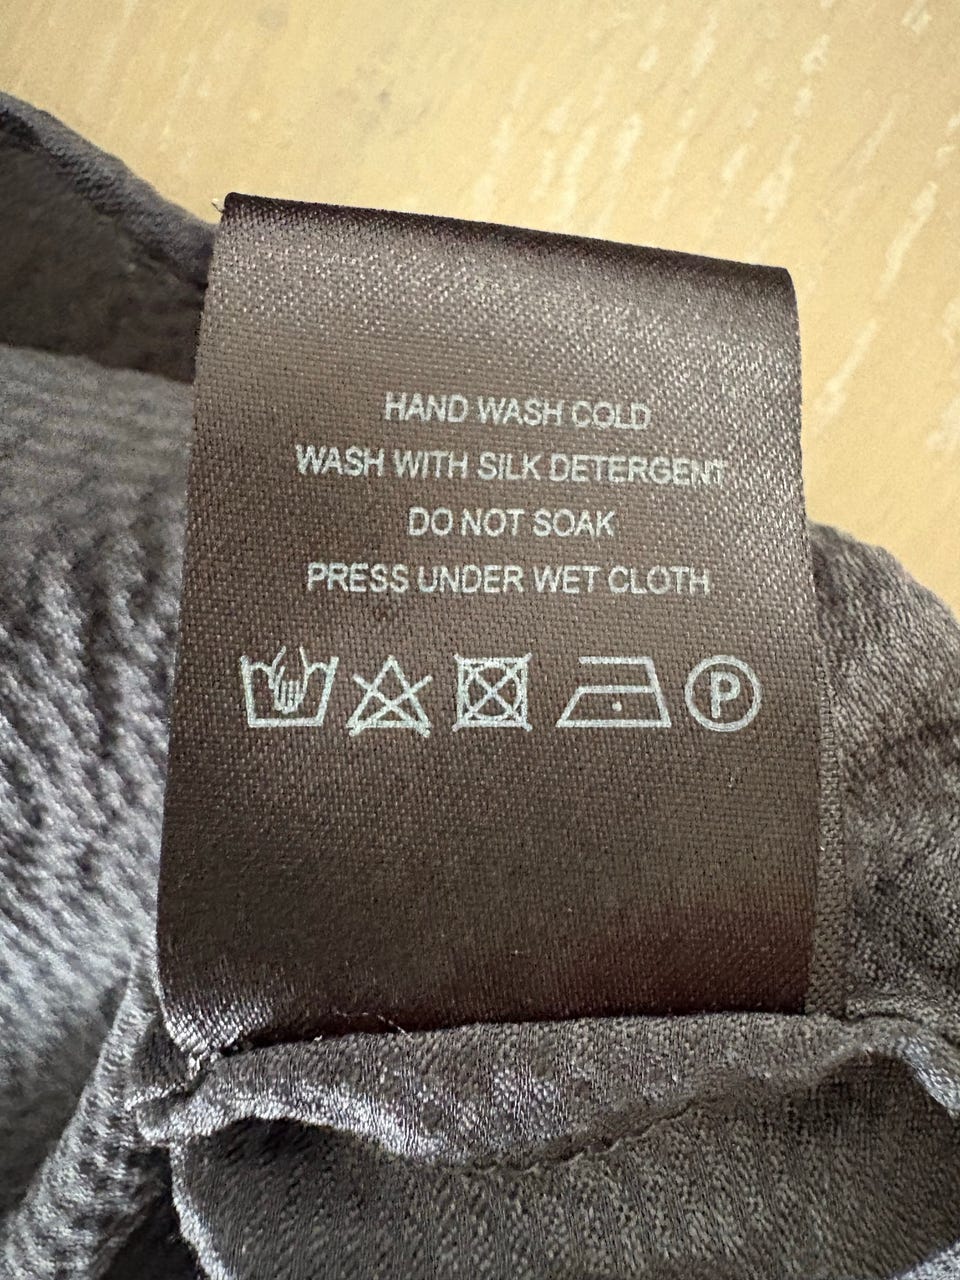 HAND WASH COLD
WASH WITH SILK DETERGENT
DO NOT SOAK
PRESS UNDER WET CLOTH
P